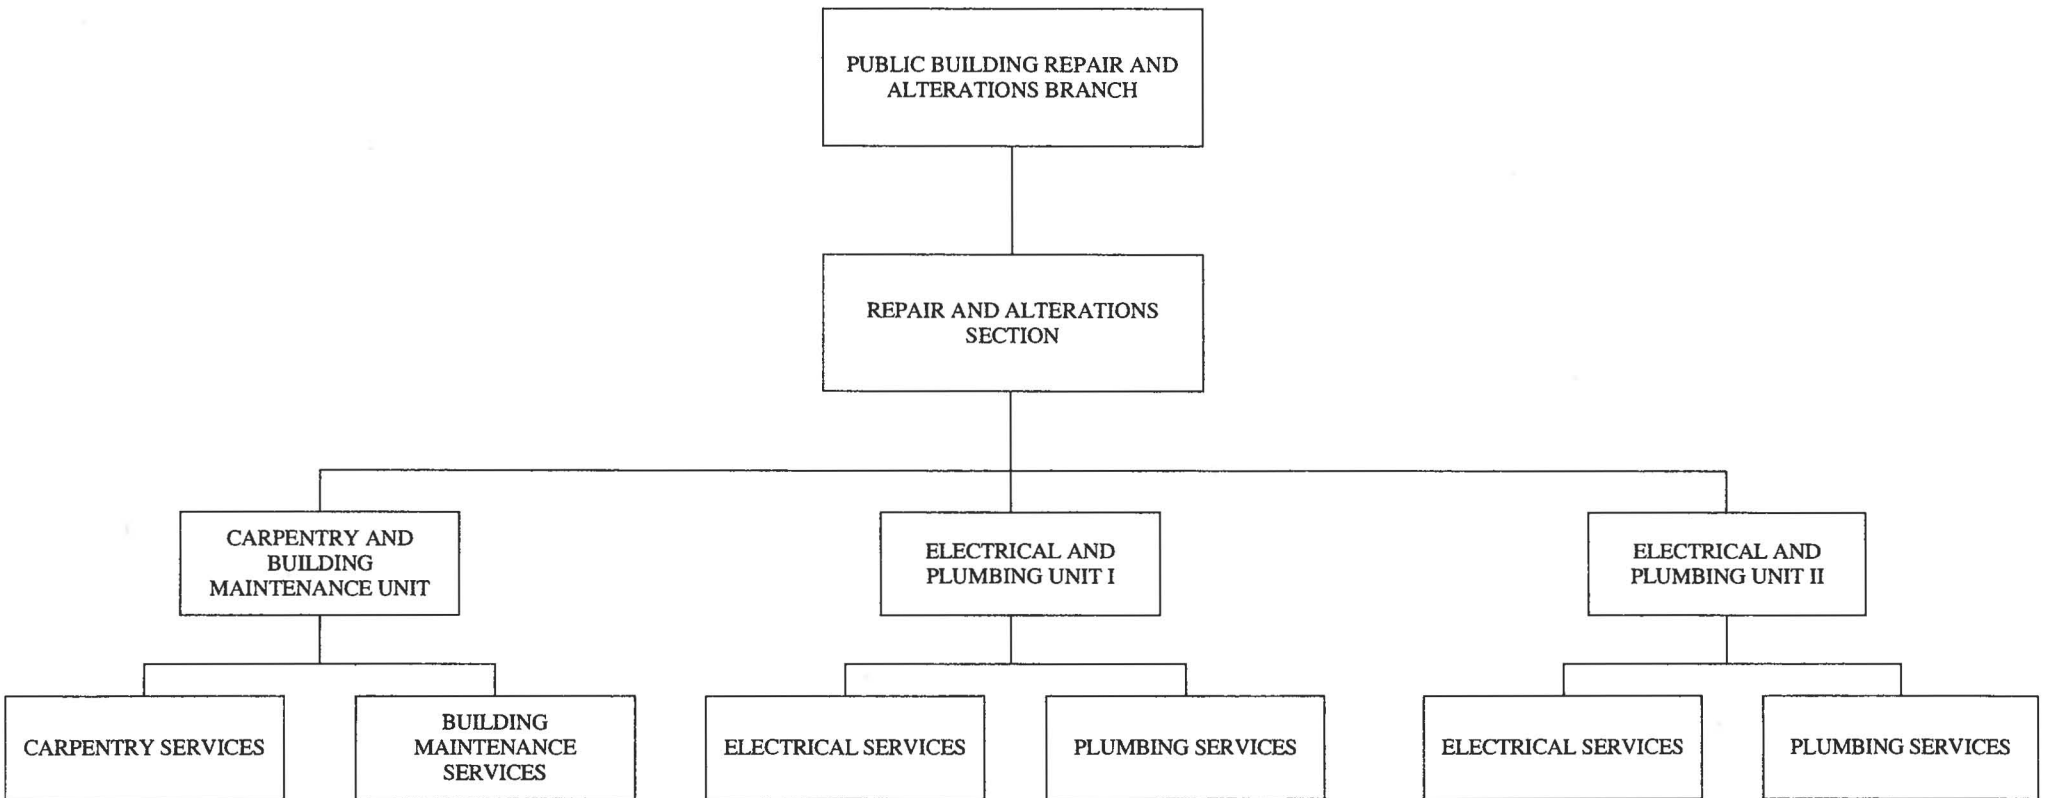 PUBLIC BUILDING REPAIR AND
ALTERATIONS BRANCH
REPAIR AND ALTERATIONS
SECTION
CARPENTRY AND
BUILDING
MAINTENANCE UNIT
ELECTRICAL AND
PLUMBING UNIT I
ELECTRICAL AND
PLUMBING UNIT II
CARPENTRY SERVICES
BUILDING
MAINTENANCE
SERVICES
ELECTRICAL SERVICES
PLUMBING SERVICES
ELECTRICAL SERVICES
PLUMBING SERVICES